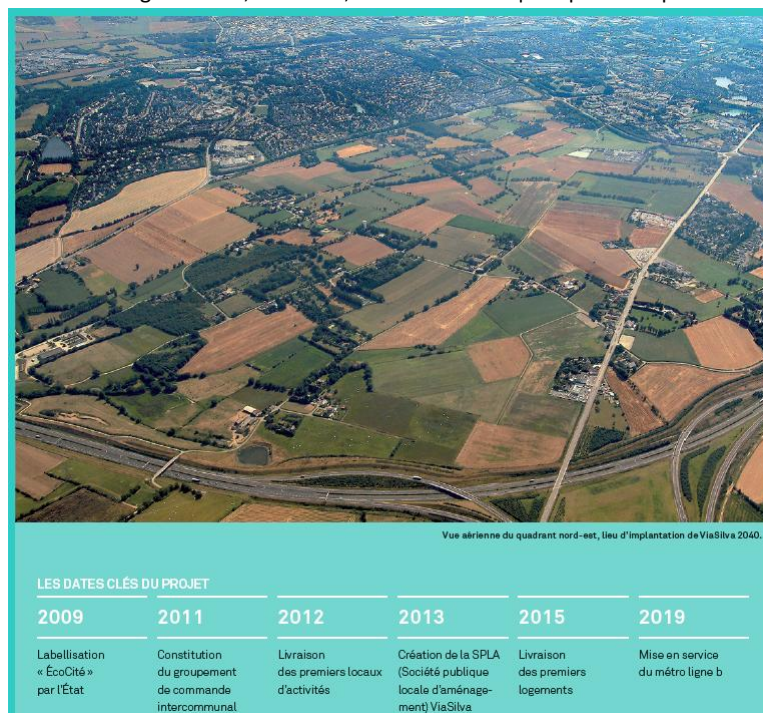 Vue aérienne du quadrant nord-est, lieu d'implantation de ViaSilva 2040.
LES DATES CLÉS DU PROJET
2009
Labellisation
« ÉcoCité »
par l'État
2011
Constitution
du groupement
de commande
intercommunal
2012
Livraison
des premiers locaux
d'activités
2013
Création de la SPLA
(Société publique
locale d'aménage-
ment) ViaSilva
2015
Livraison
des premiers
logements
2019
Mise en service
du métro ligne b